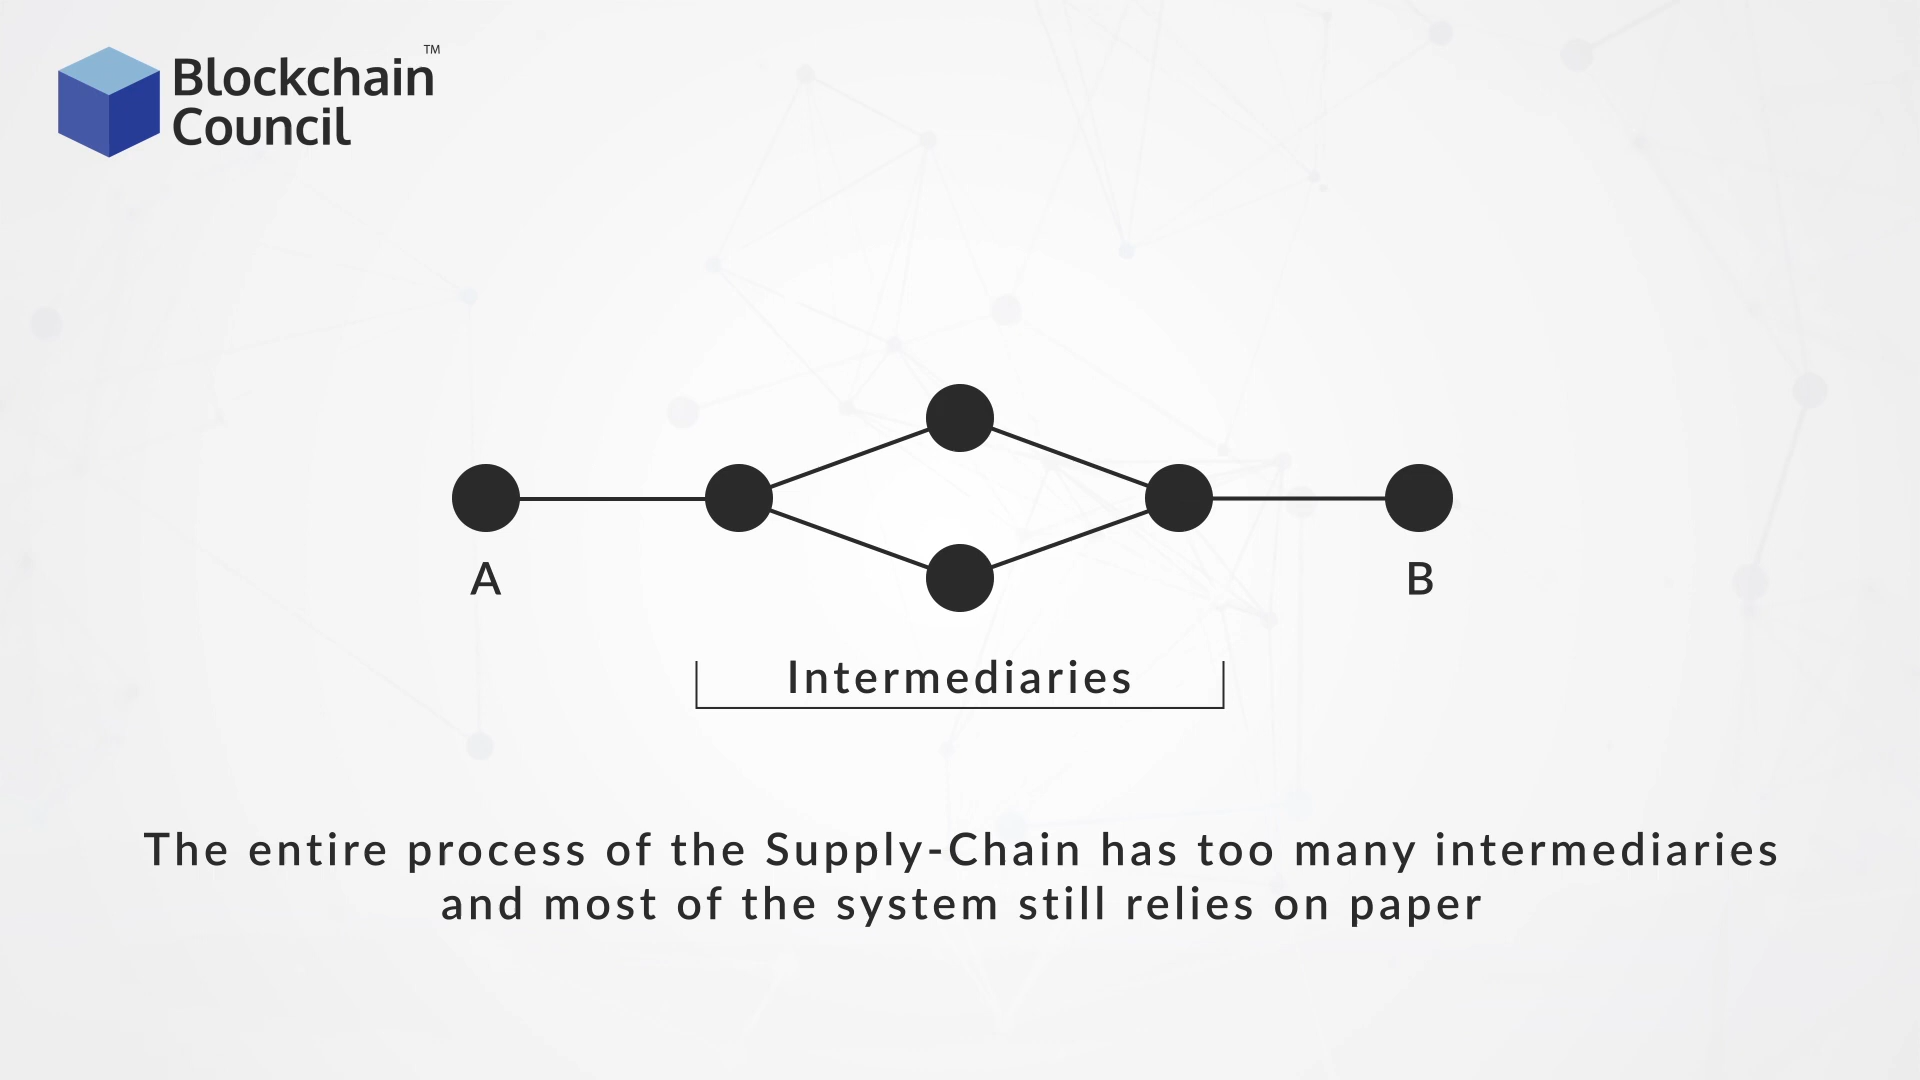 Blockchain™
Council
A
B
Intermediaries
The entire process of the Supply-Chain has too many intermediaries
and most of the system still relies on paper